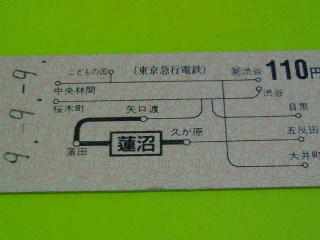 こどもの国
(東京急行電鉄)
新渋谷
110円
中央林間
渋谷
桜木町
矢口渡
目黒
久が原
五反田
蓮沼
蒲田
大井町
9.-9.-9.